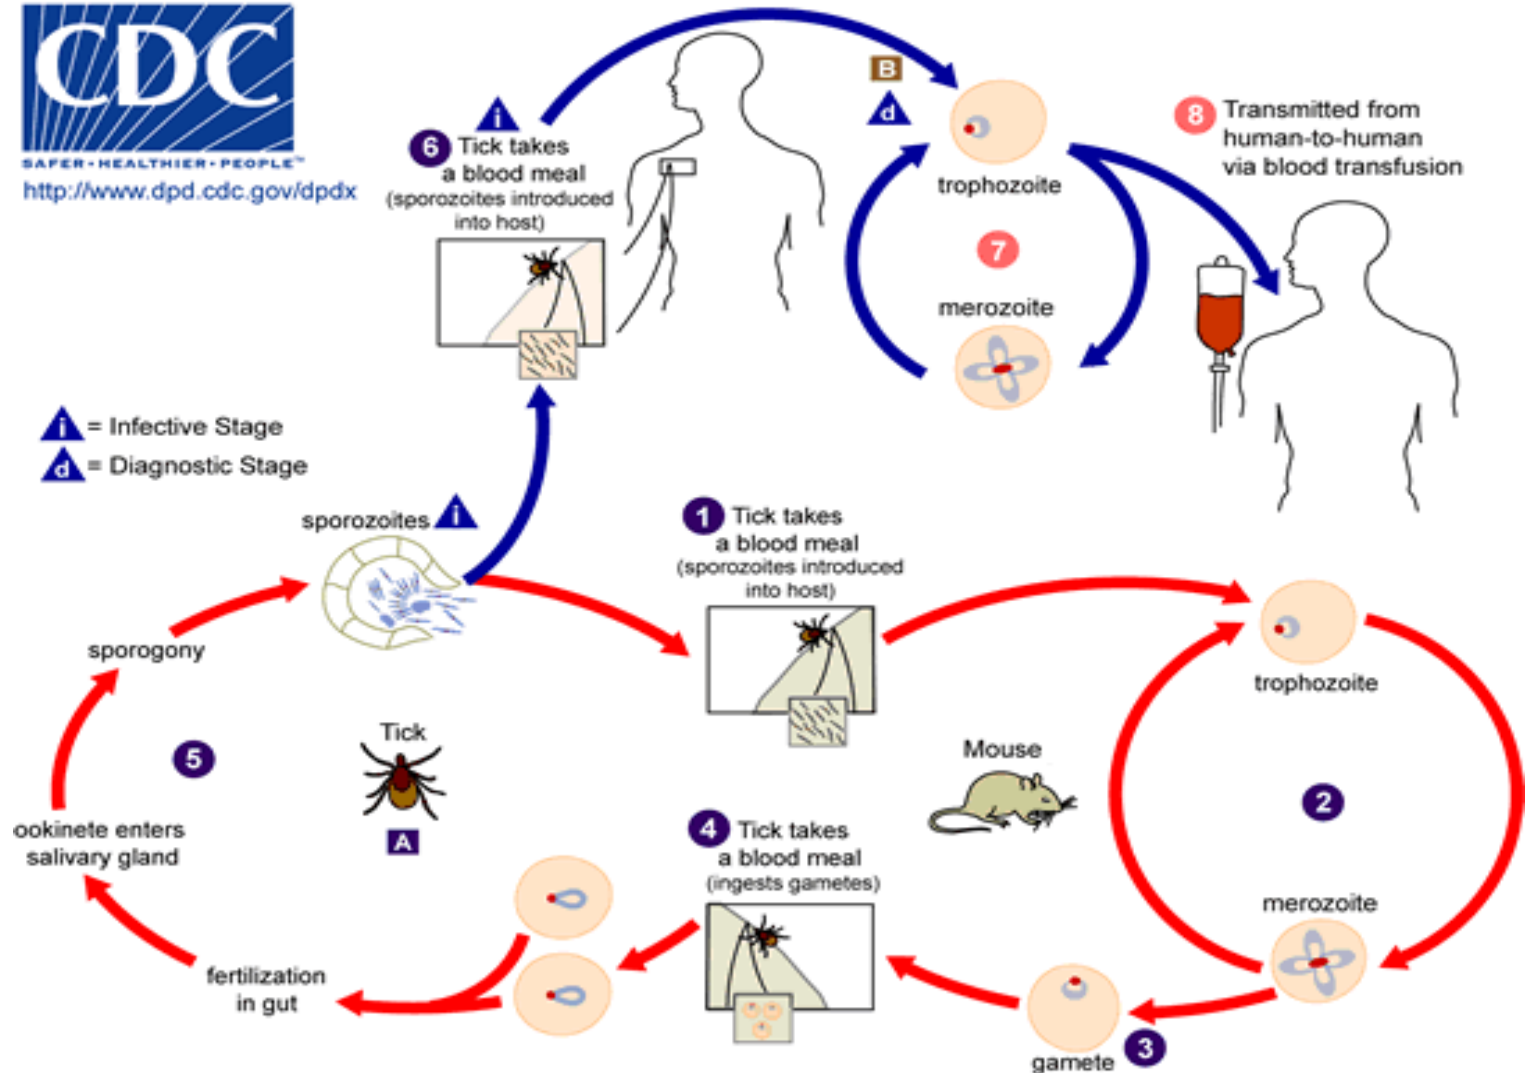 CDC
SAFER • HEALTHIER • PEOPLE™
http://www.dpd.cdc.gov/dpdx
i
6 Tick takes
a blood meal
(sporozoites introduced
into host)
B
d
trophozoite
7
merozoite
8 Transmitted from
human-to-human
via blood transfusion
i = Infective Stage
d = Diagnostic Stage
sporozoites i
1 Tick takes
a blood meal
(sporozoites introduced
into host)
trophozoite
sporogony
5
Tick
A
Mouse
2
ookinete enters
salivary gland
4 Tick takes
a blood meal
(ingests gametes)
merozoite
fertilization
in gut
gamete 3